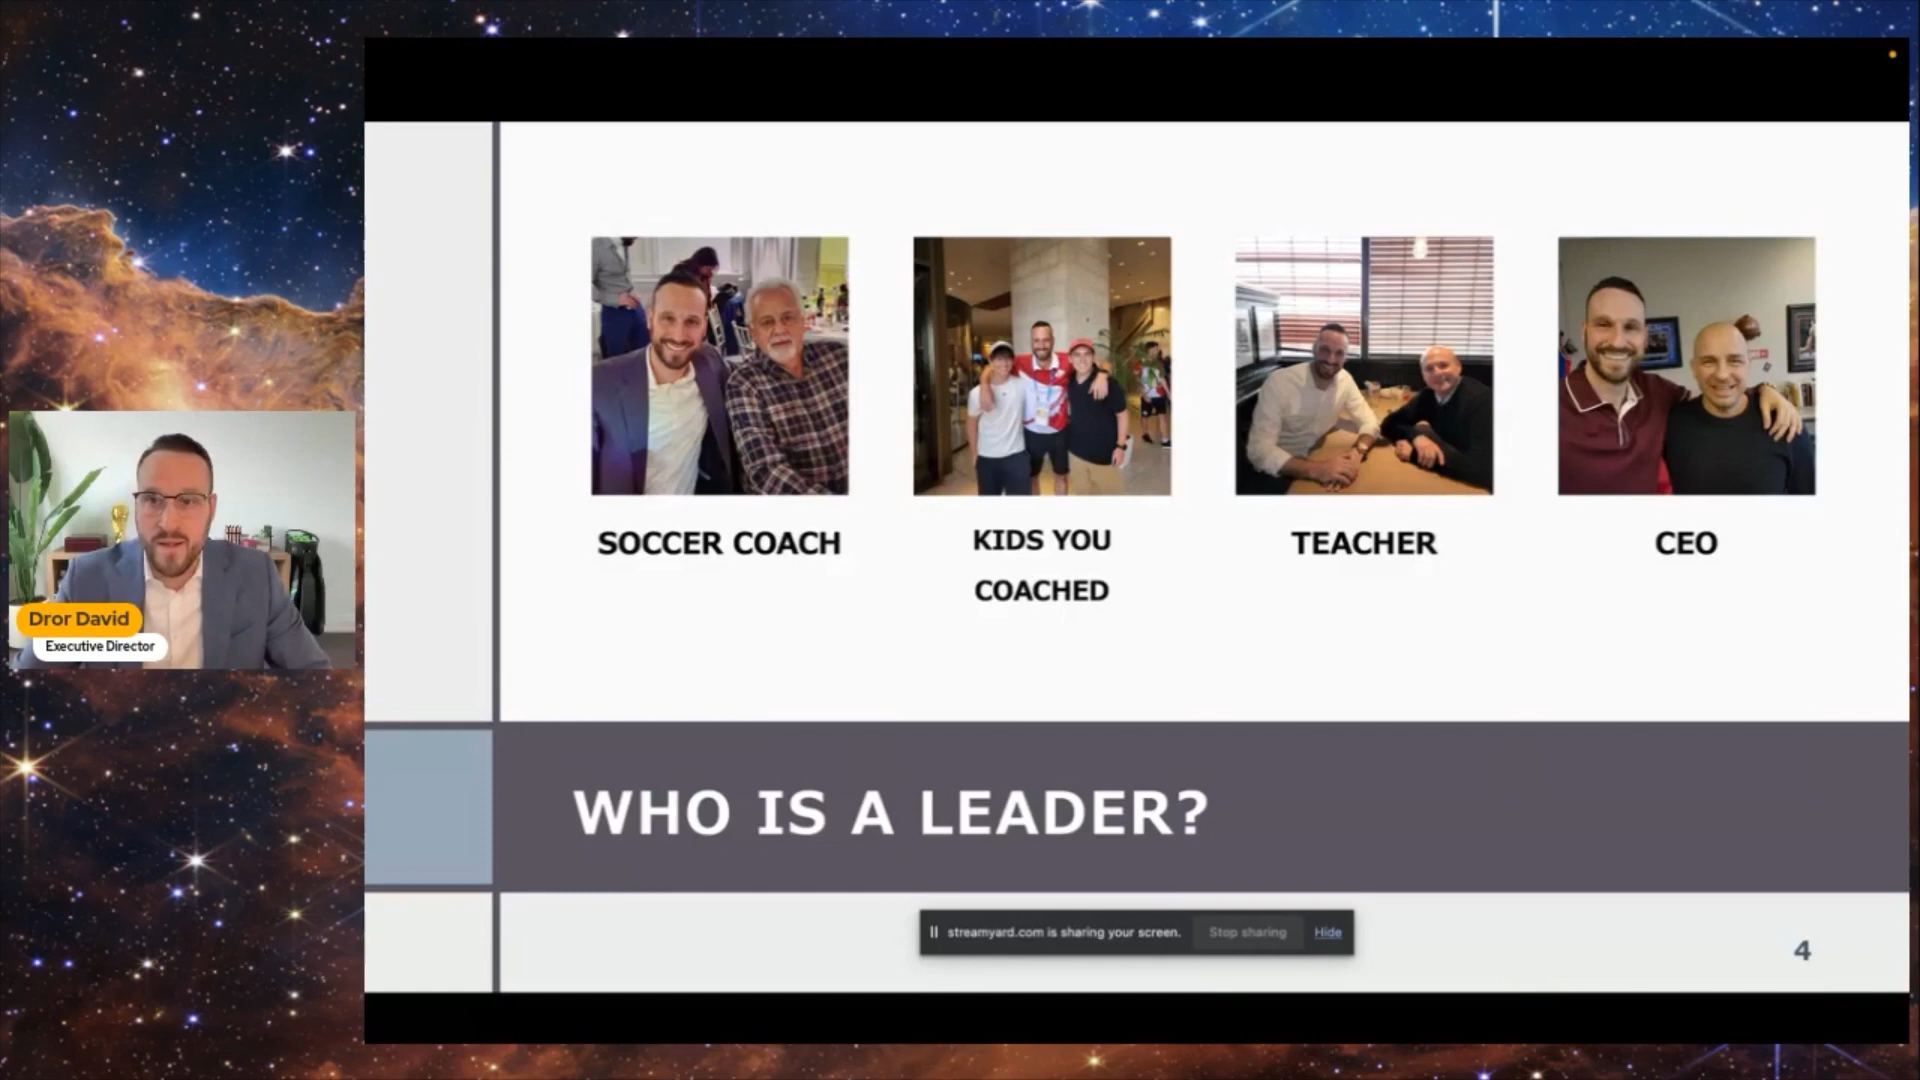 SOCCER COACH
KIDS YOU
COACHED
TEACHER
CEO
Dror David
Executive Director
WHO IS A LEADER?
streamyard.com is sharing your screen. Stop sharing Hide
4